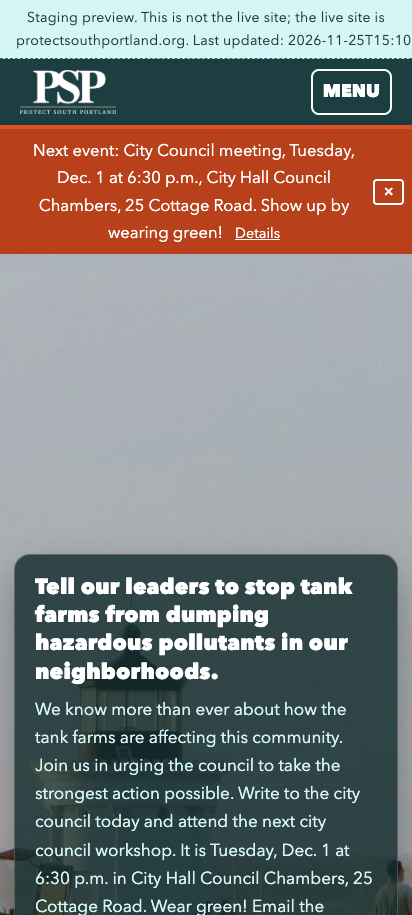 Staging preview. This is not the live site; the live site is
protectsouthportland.org. Last updated: 2026-11-25T15:10
PSP
PROTECT SOUTH PORTLAND
MENU
Next event: City Council meeting, Tuesday,
Dec. 1 at 6:30 p.m., City Hall Council
Chambers, 25 Cottage Road. Show up by
wearing green! Details
×
Tell our leaders to stop tank
farms from dumping
hazardous pollutants in our
neighborhoods.
We know more than ever about how the
tank farms are affecting this community.
Join us in urging the council to take the
strongest action possible. Write to the city
council today and attend the next city
council workshop. It is Tuesday, Dec. 1 at
6:30 p.m. in City Hall Council Chambers, 25
Cottage Road. Wear green! Email the